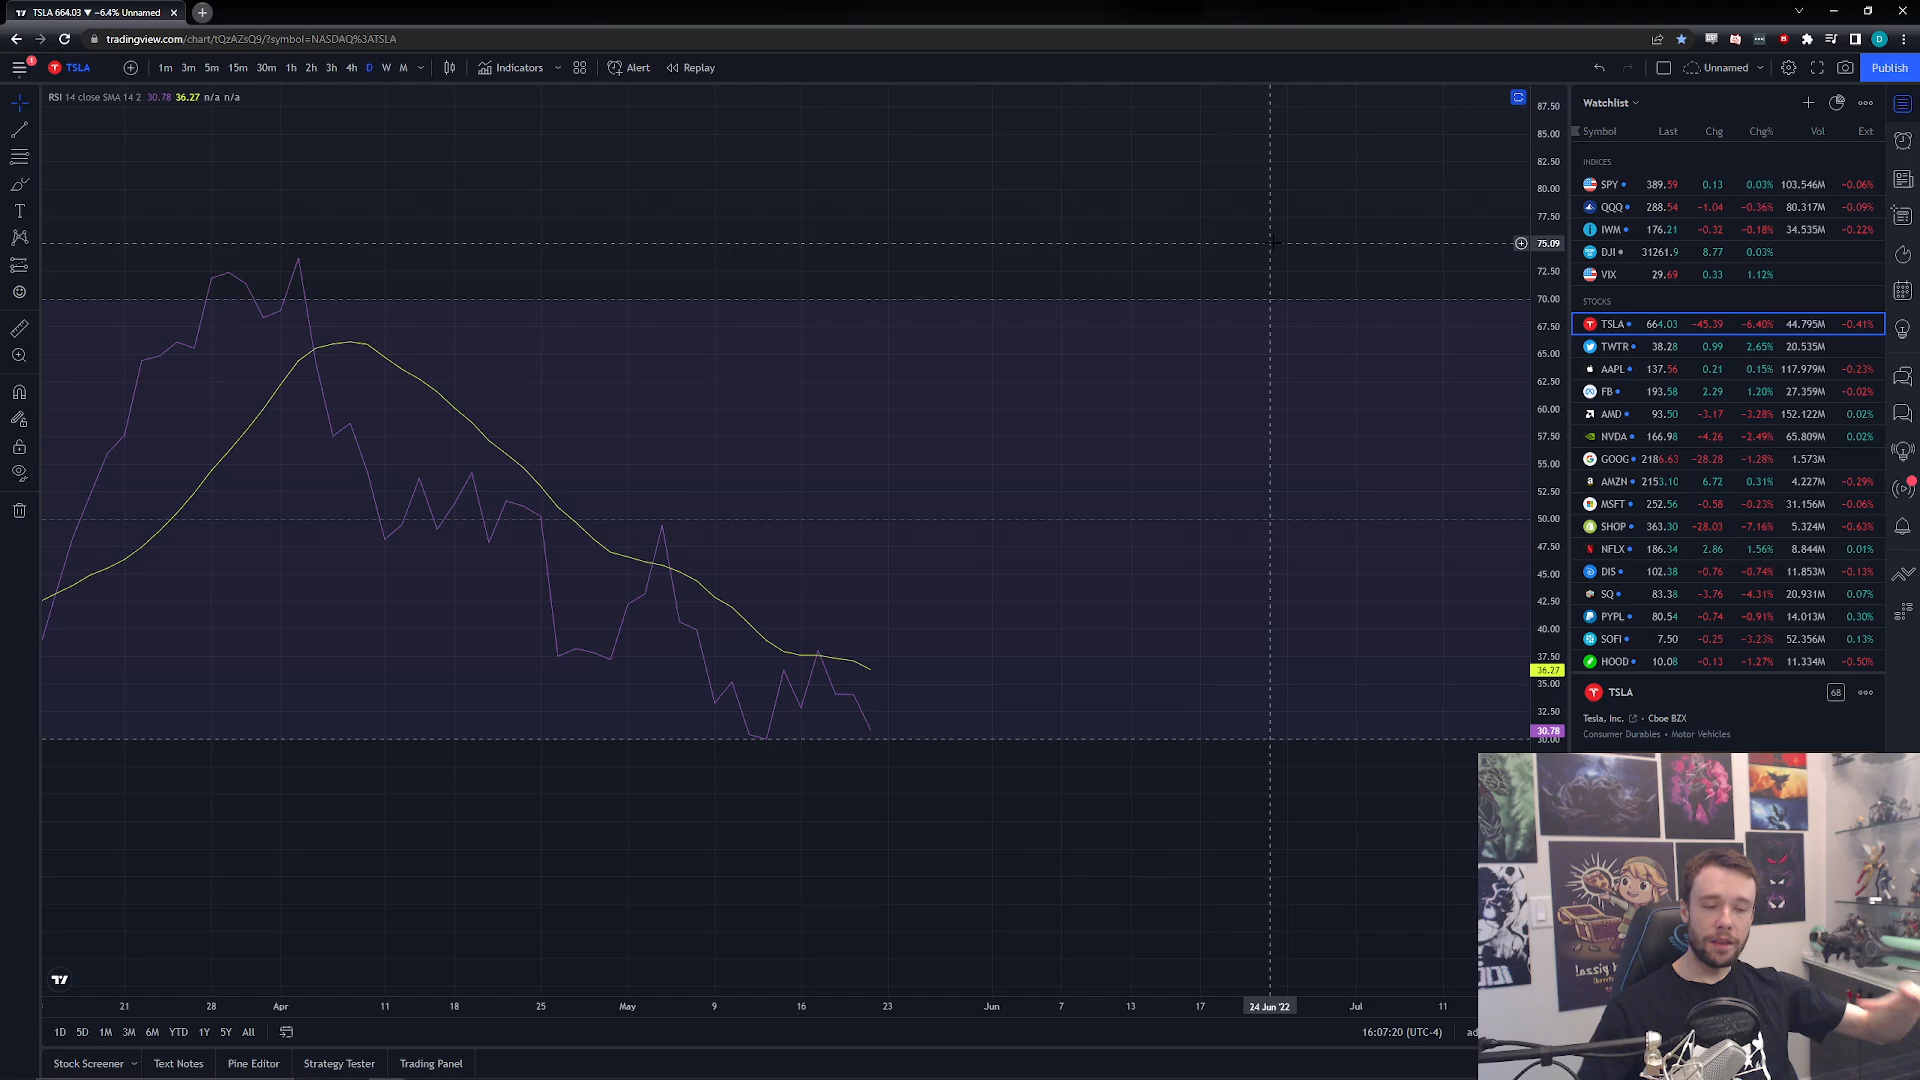 TSLA 664.03 ▼ −6.4% Unnamed
tradingview.com/chart/tQzAZsQ9/?symbol=NASDAQ%3ATSLA
TSLA 1m 3m 5m 15m 30m 1h 2h 3h 4h D W M Indicators Alert Replay Unnamed Publish
RSI 14 close SMA 14 2 30.78 36.27 n/a n/a
87.50
85.00
82.50
80.00
77.50
75.09
72.50
70.00
67.50
65.00
62.50
60.00
57.50
55.00
52.50
50.00
47.50
45.00
42.50
40.00
37.50
36.27
35.00
32.50
30.78
30.00
21 28 Apr 11 18 25 May 9 16 23 Jun 7 13 17 24 Jun '22 Jul 11
1D 5D 1M 3M 6M YTD 1Y 5Y All 16:07:20 (UTC-4)
Stock Screener Text Notes Pine Editor Strategy Tester Trading Panel
Watchlist
Symbol Last Chg Chg% Vol Ext
INDICES
SPY 389.59 0.13 0.03% 103.546M −0.06%
QQQ 288.54 −1.04 −0.36% 80.317M −0.09%
IWM 176.21 −0.32 −0.18% 34.535M −0.22%
DJI 31261.9 8.77 0.03%
VIX 29.69 0.33 1.12%
STOCKS
TSLA 664.03 −45.39 −6.40% 44.795M −0.41%
TWTR 38.28 0.99 2.65% 20.535M
AAPL 137.56 0.21 0.15% 117.979M −0.23%
FB 193.58 2.29 1.20% 27.359M −0.02%
AMD 93.50 −3.17 −3.28% 152.122M 0.02%
NVDA 166.98 −4.26 −2.49% 65.809M 0.02%
GOOG 2186.63 −28.28 −1.28% 1.573M
AMZN 2153.10 6.72 0.31% 4.227M −0.29%
MSFT 252.56 −0.58 −0.23% 31.156M −0.06%
SHOP 363.30 −28.03 −7.16% 5.324M −0.63%
NFLX 186.34 2.86 1.56% 8.844M 0.01%
DIS 102.38 −0.76 −0.74% 11.853M −0.13%
SQ 83.38 −3.76 −4.31% 20.931M 0.07%
PYPL 80.54 −0.74 −0.91% 14.013M 0.30%
SOFI 7.50 −0.25 −3.23% 52.356M 0.13%
HOOD 10.08 −0.13 −1.27% 11.334M −0.50%
TSLA 68
Tesla, Inc. • Cboe BZX
Consumer Durables • Motor Vehicles